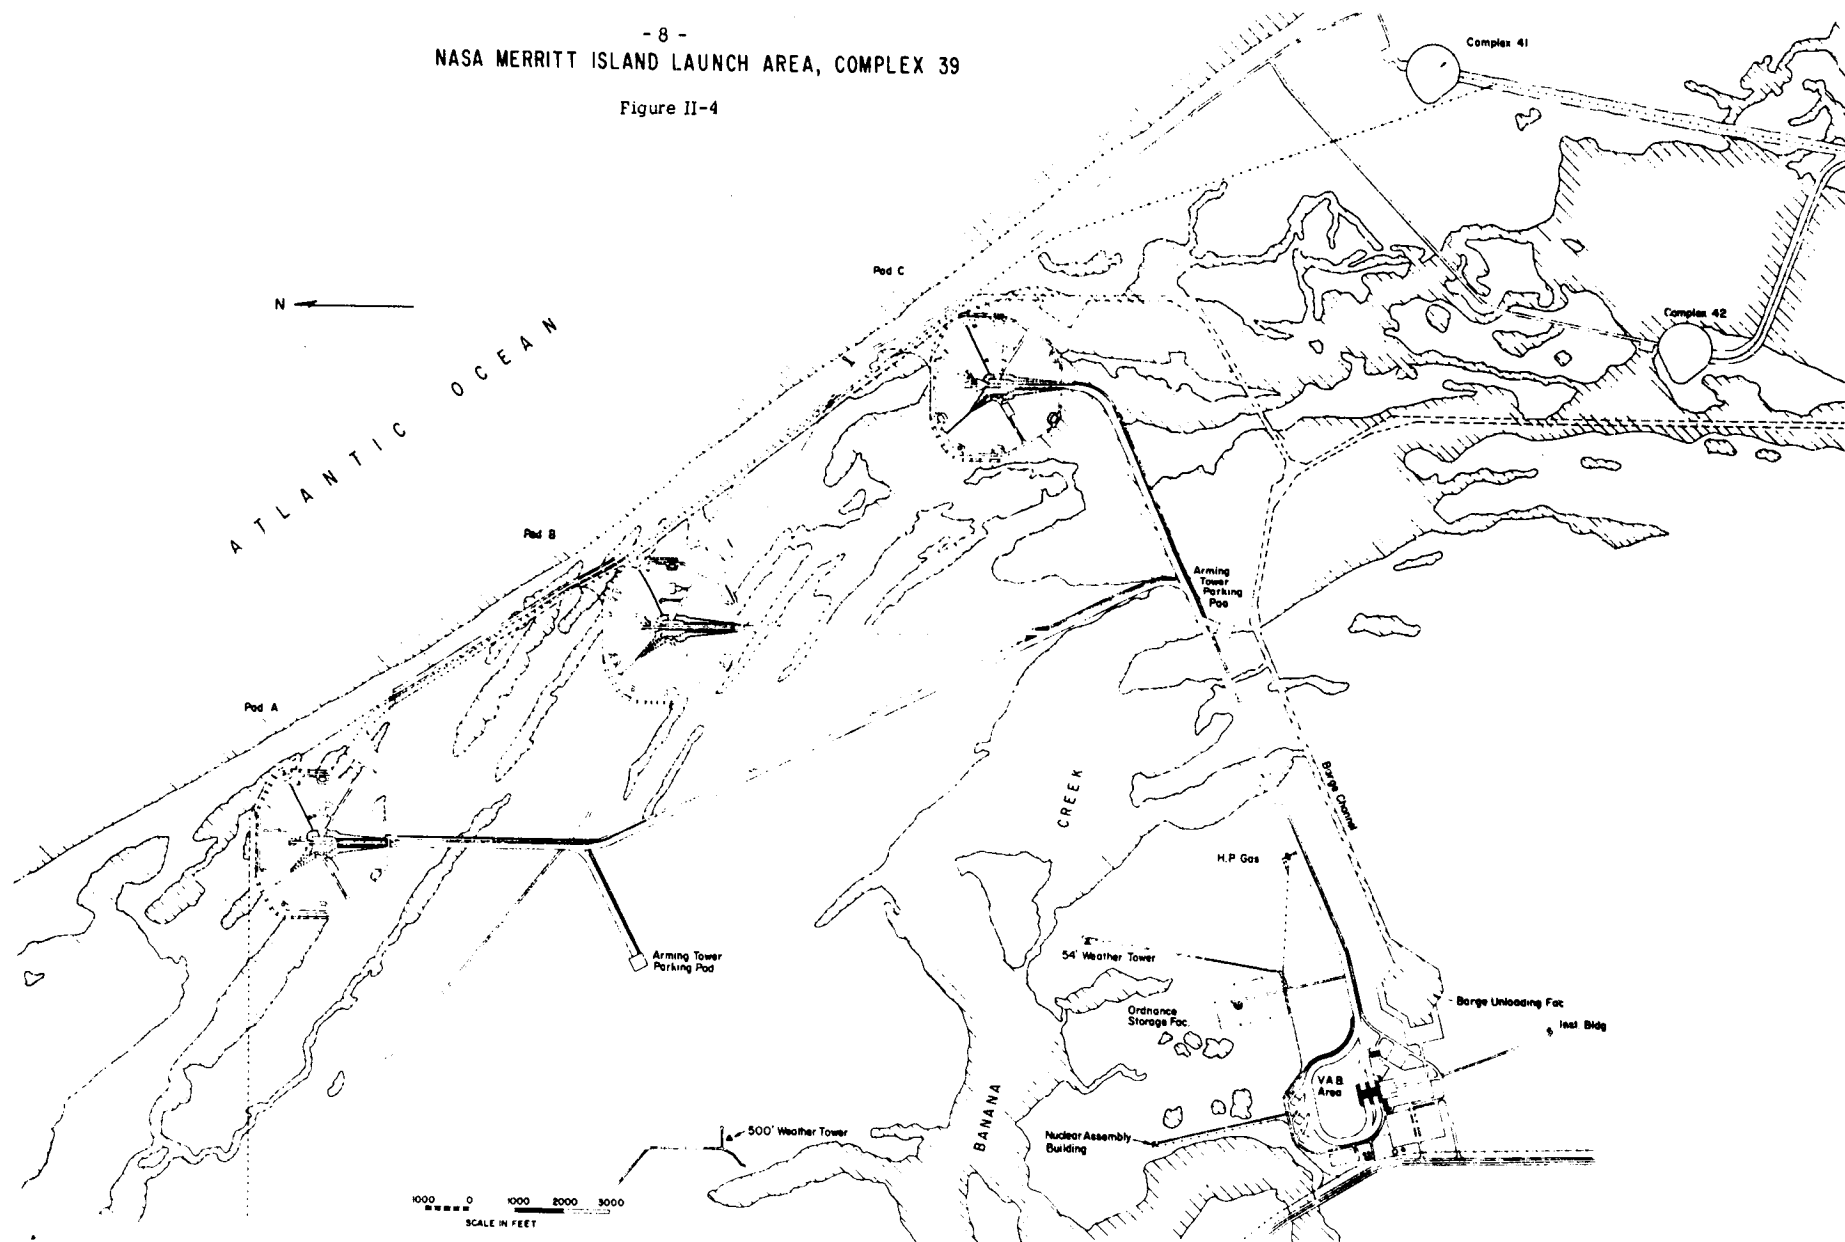 - 8 -
NASA MERRITT ISLAND LAUNCH AREA, COMPLEX 39
Figure II-4
Complex 41
Pad C
N
Complex 42
ATLANTIC OCEAN
Pad B
Arming
Tower
Parking
Pad
Pad A
Barge Channel
CREEK
H.P. Gas
Arming Tower
Parking Pad
54' Weather Tower
Ordnance
Storage Fac.
Barge Unloading Fac
Inst. Bldg
V.A.B.
Area
BANANA
500' Weather Tower
Nuclear Assembly
Building
1000 0 1000 2000 3000
SCALE IN FEET